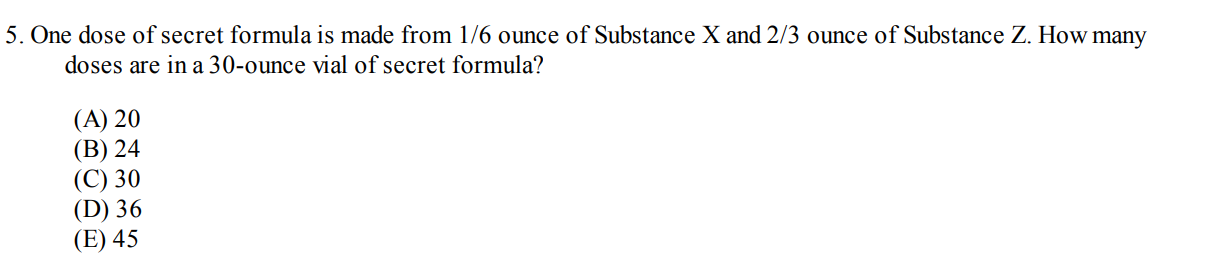 5. One dose of secret formula is made from 1/6 ounce of Substance X and 2/3 ounce of Substance Z. How many
doses are in a 30-ounce vial of secret formula?
(A) 20
(B) 24
(C) 30
(D) 36
(E) 45